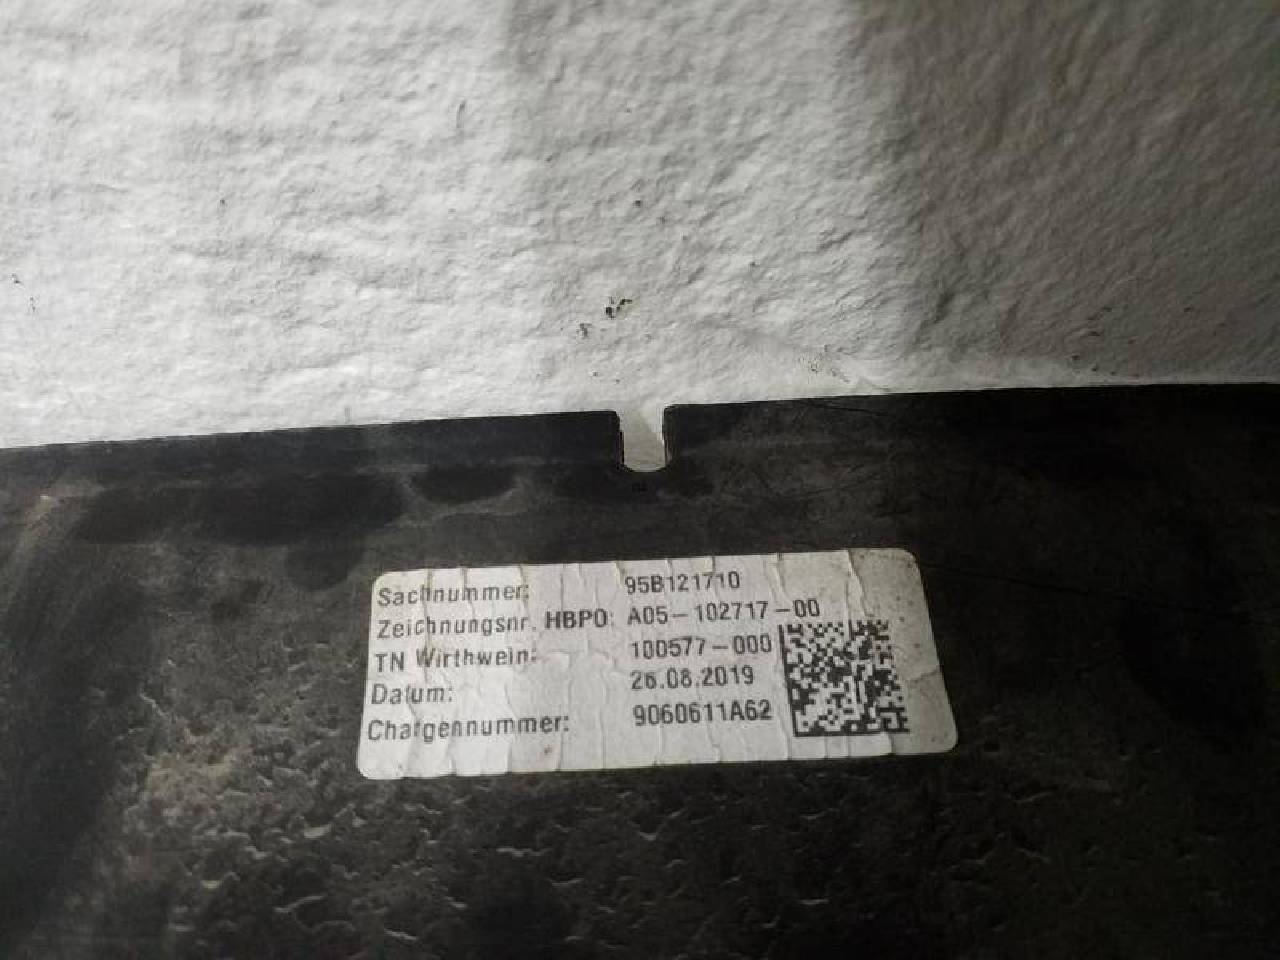 Sachnummer: 95B121710
Zeichnungsnr. HBPO: A05-102717-00
TN Wirthwein: 100577-000
Datum: 26.08.2019
Chargennummer: 9060611A62